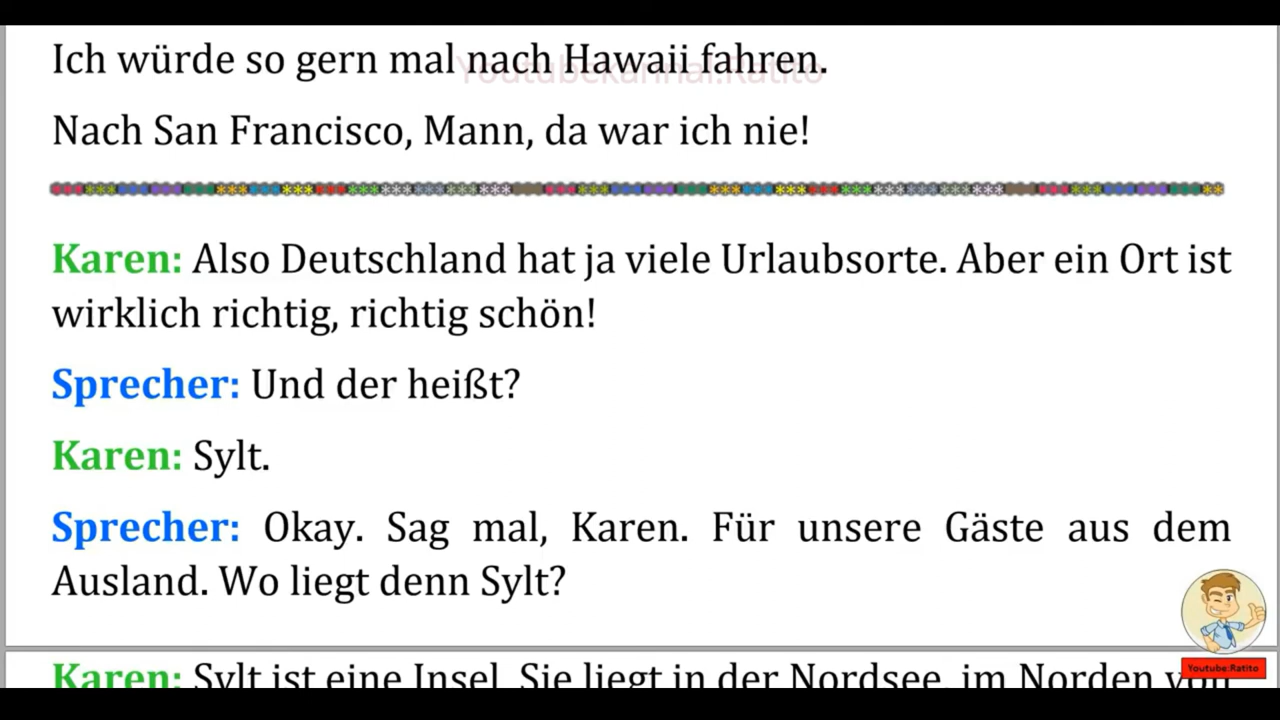 Ich würde so gern mal nach Hawaii fahren.
Youtubekannal:Ratito
Nach San Francisco, Mann, da war ich nie!
Karen: Also Deutschland hat ja viele Urlaubsorte. Aber ein Ort ist
wirklich richtig, richtig schön!
Sprecher: Und der heißt?
Karen: Sylt.
Sprecher: Okay. Sag mal, Karen. Für unsere Gäste aus dem
Ausland. Wo liegt denn Sylt?
Karen: Sylt ist eine Insel. Sie liegt in der Nordsee, im Norden von
Youtube:Ratito